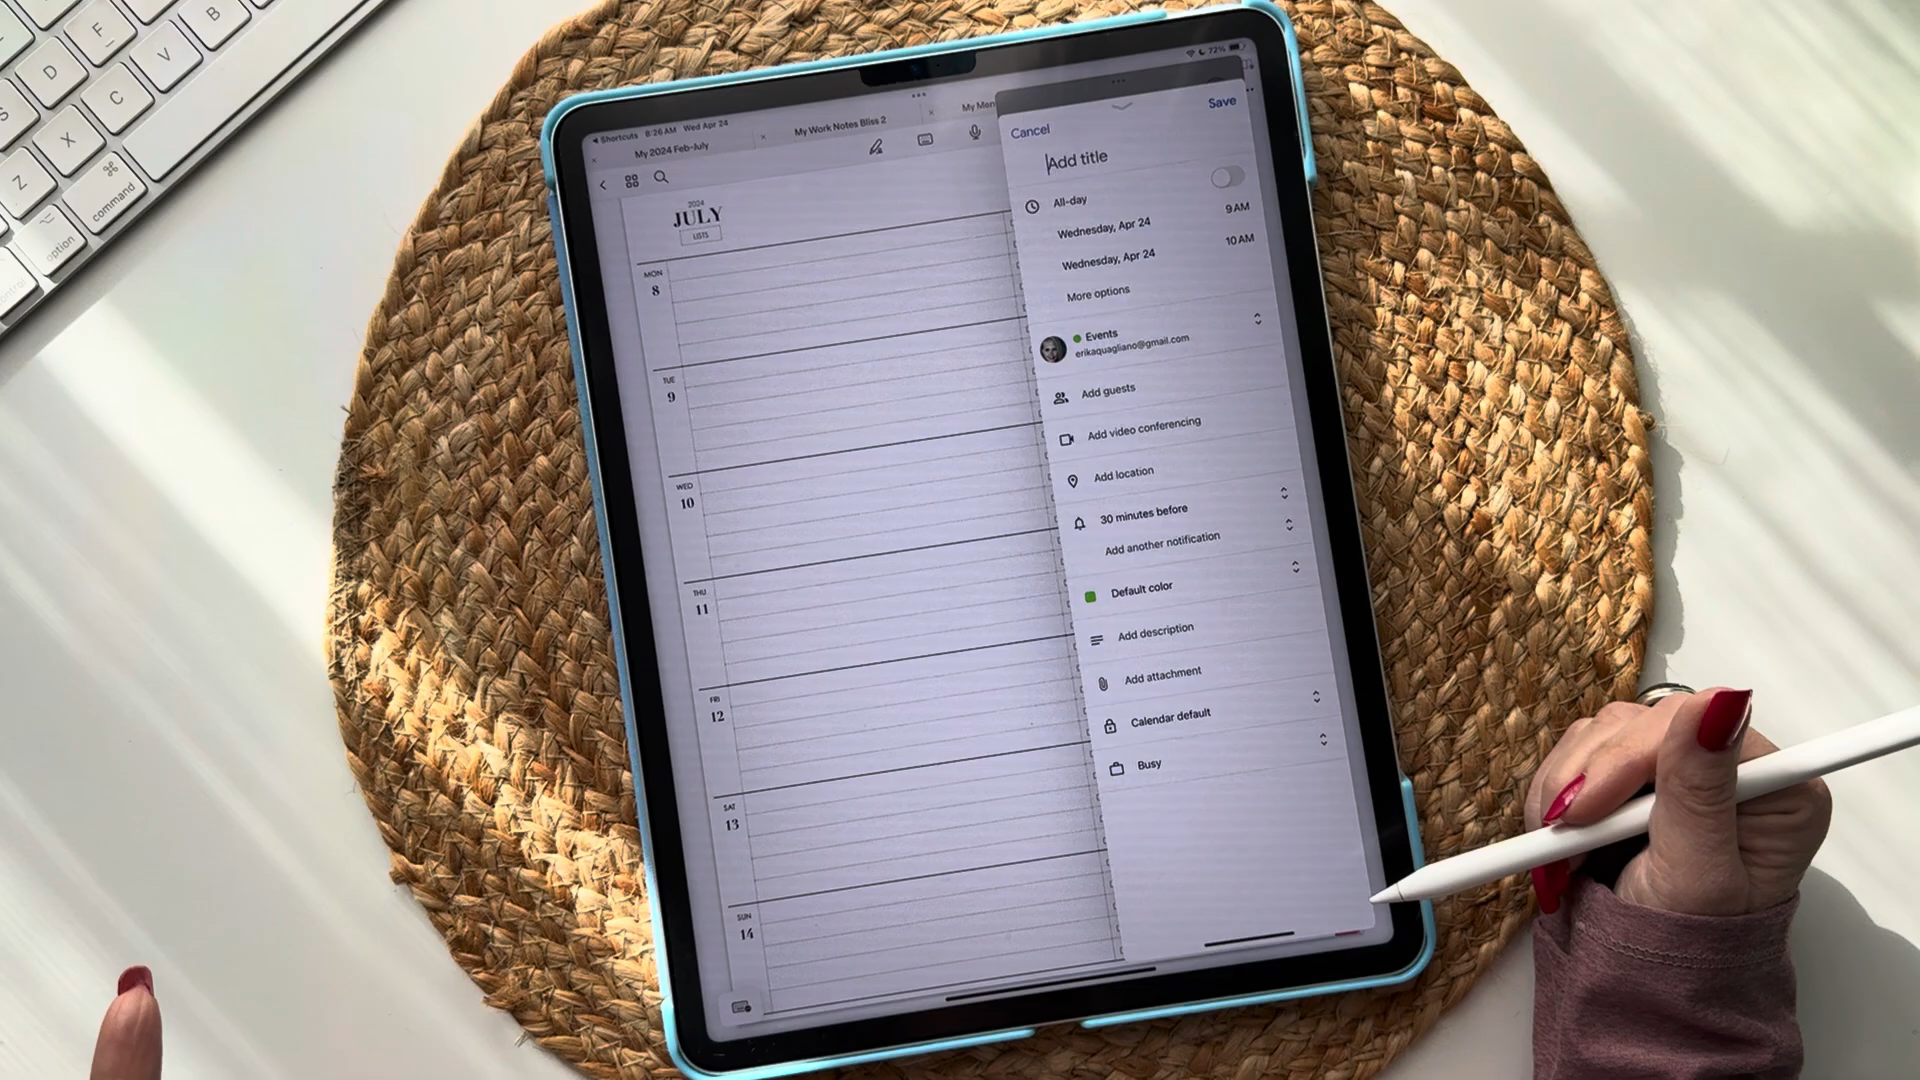 F
B
D
V
S
C
X
Z
⌘
command
option
control
◀ Shortcuts 8:26 AM Wed Apr 24
72%
My 2024 Feb-July
My Work Notes Bliss 2
My Mem
2024
JULY
LISTS
MON
8
TUE
9
WED
10
THU
11
FRI
12
SAT
13
SUN
14
Cancel
Save
Add title
All-day
Wednesday, Apr 24 9 AM
Wednesday, Apr 24 10 AM
More options
Events
erikaquagliano@gmail.com
Add guests
Add video conferencing
Add location
30 minutes before
Add another notification
Default color
Add description
Add attachment
Calendar default
Busy